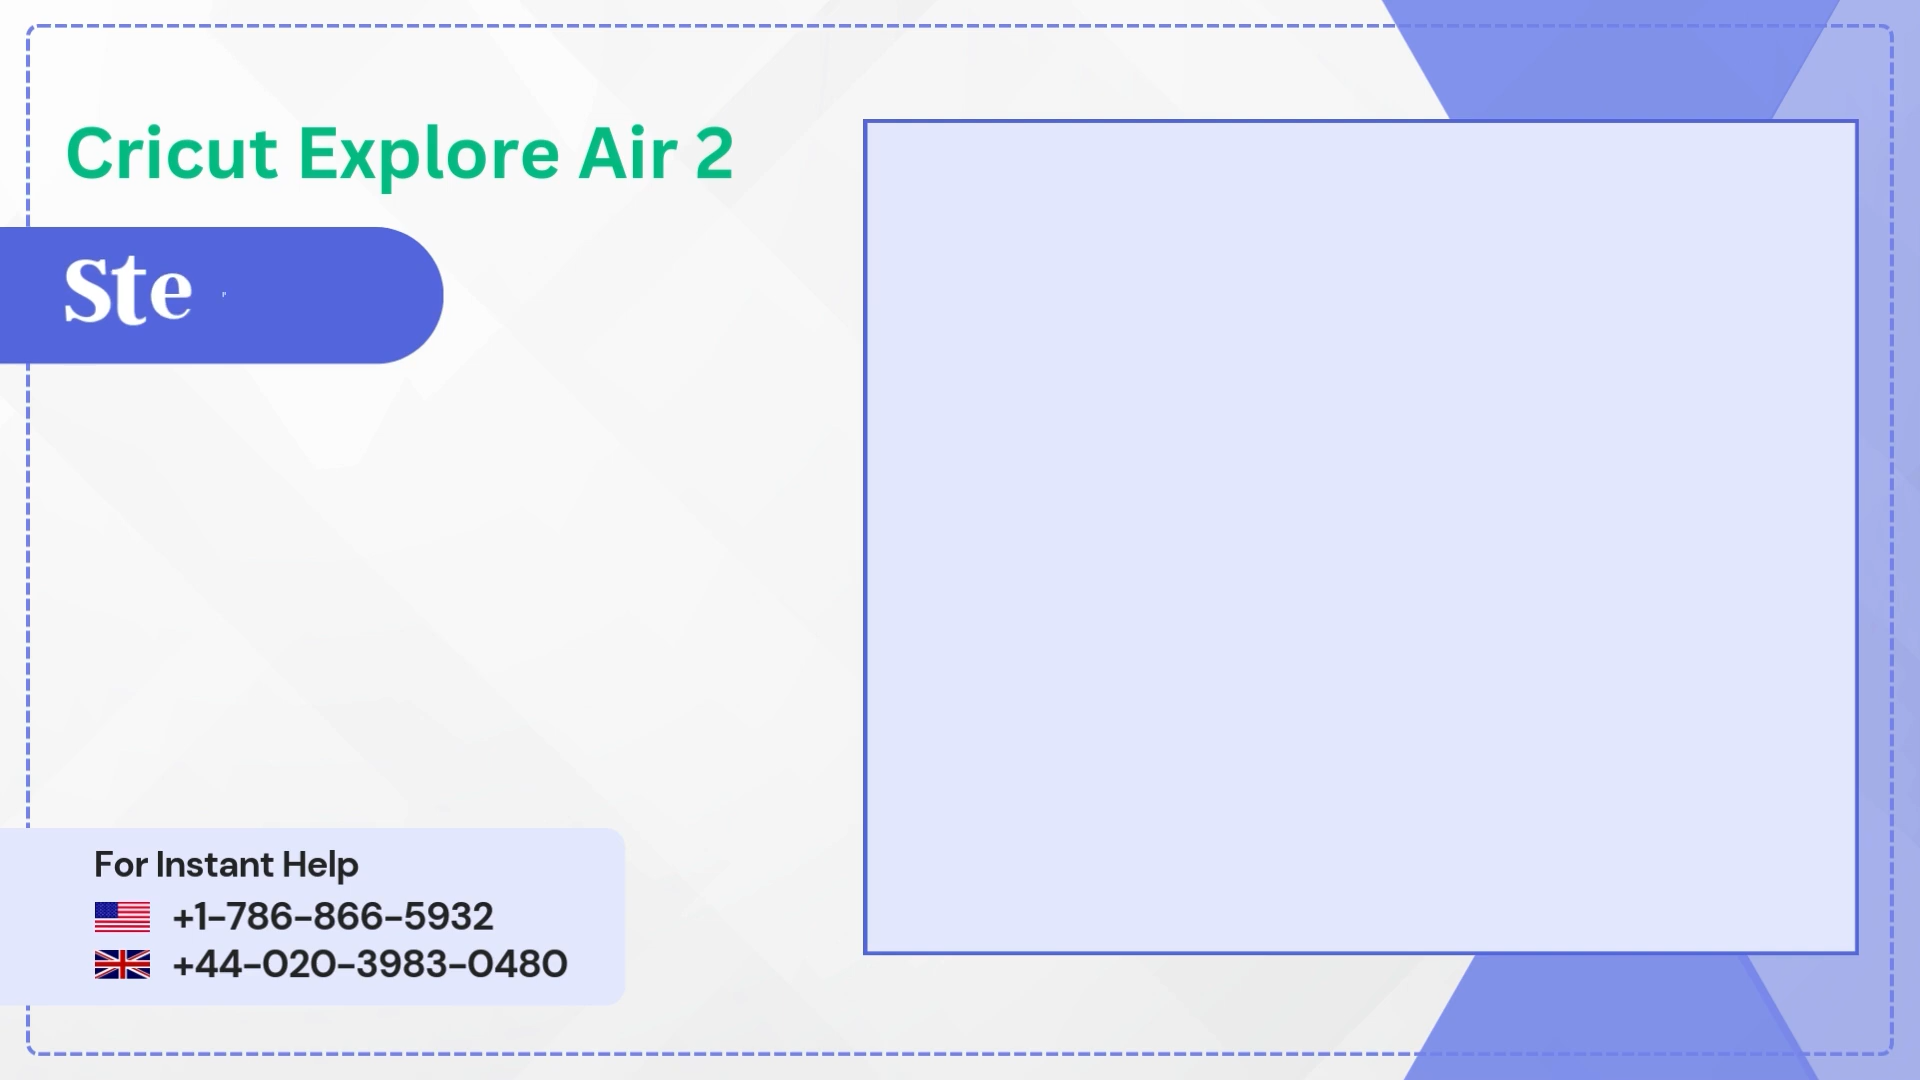 Cricut Explore Air 2
Ste
For Instant Help
+1-786-866-5932
+44-020-3983-0480